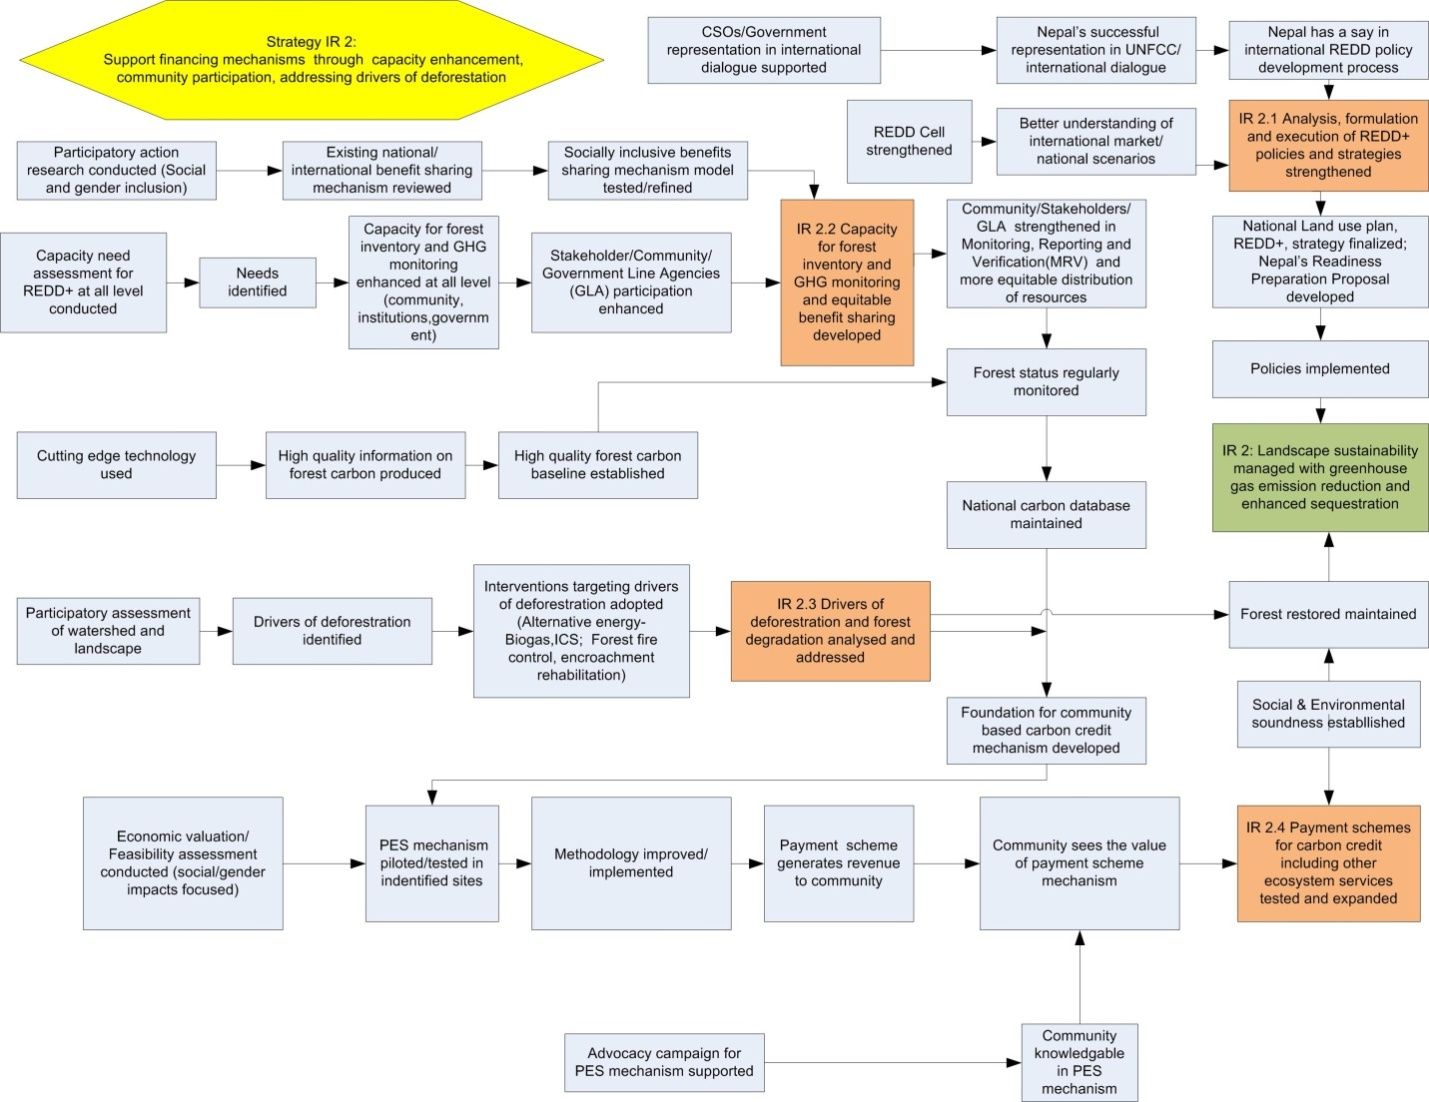 Strategy IR 2:
Support financing mechanisms through capacity enhancement,
community participation, addressing drivers of deforestation
CSOs/Government
representation in international
dialogue supported
Nepal's successful
representation in UNFCC/
international dialogue
Nepal has a say in
international REDD policy
development process
REDD Cell
strengthened
Better understanding of
international market/
national scenarios
IR 2.1 Analysis, formulation
and execution of REDD+
policies and strategies
strengthened
Participatory action
research conducted (Social
and gender inclusion)
Existing national/
international benefit sharing
mechanism reviewed
Socially inclusive benefits
sharing mechanism model
tested/refined
Capacity need
assessment for
REDD+ at all level
conducted
Needs
identified
Capacity for forest
inventory and GHG
monitoring
enhanced at all level
(community,
institutions,governm
ent)
Stakeholder/Community/
Government Line Agencies
(GLA) participation
enhanced
IR 2.2 Capacity
for forest
inventory and
GHG monitoring
and equitable
benefit sharing
developed
Community/Stakeholders/
GLA strengthened in
Monitoring, Reporting and
Verification(MRV) and
more equitable distribution
of resources
National Land use plan,
REDD+, strategy finalized;
Nepal's Readiness
Preparation Proposal
developed
Forest status regularly
monitored
Policies implemented
Cutting edge technology
used
High quality information on
forest carbon produced
High quality forest carbon
baseline established
National carbon database
maintained
IR 2: Landscape sustainability
managed with greenhouse
gas emission reduction and
enhanced sequestration
Participatory assessment
of watershed and
landscape
Drivers of deforestration
identified
Interventions targeting drivers
of deforestration adopted
(Alternative energy-
Biogas,ICS; Forest fire
control, encroachment
rehabilitation)
IR 2.3 Drivers of
deforestration and forest
degradation analysed and
addressed
Forest restored maintained
Foundation for community
based carbon credit
mechanism developed
Social & Environmental
soundness establlished
Economic valuation/
Feasibility assessment
conducted (social/gender
impacts focused)
PES mechanism
piloted/tested in
indentified sites
Methodology improved/
implemented
Payment scheme
generates revenue
to community
Community sees the value
of payment scheme
mechanism
IR 2.4 Payment schemes
for carbon credit
including other
ecosystem services
tested and expanded
Advocacy campaign for
PES mechanism supported
Community
knowledgable
in PES
mechanism